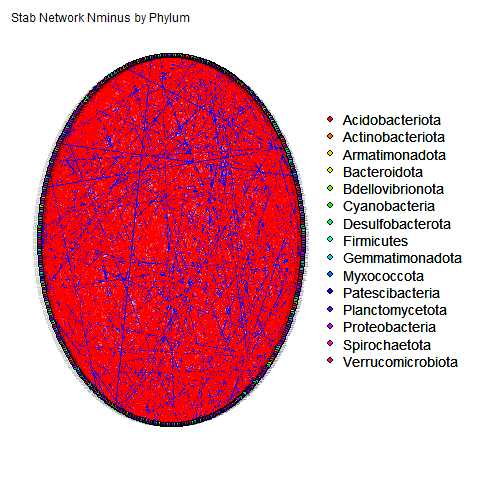 Stab Network Nminus by Phylum
Acidobacteriota
Actinobacteriota
Armatimonadota
Bacteroidota
Bdellovibrionota
Cyanobacteria
Desulfobacterota
Firmicutes
Gemmatimonadota
Myxococcota
Patescibacteria
Planctomycetota
Proteobacteria
Spirochaetota
Verrucomicrobiota